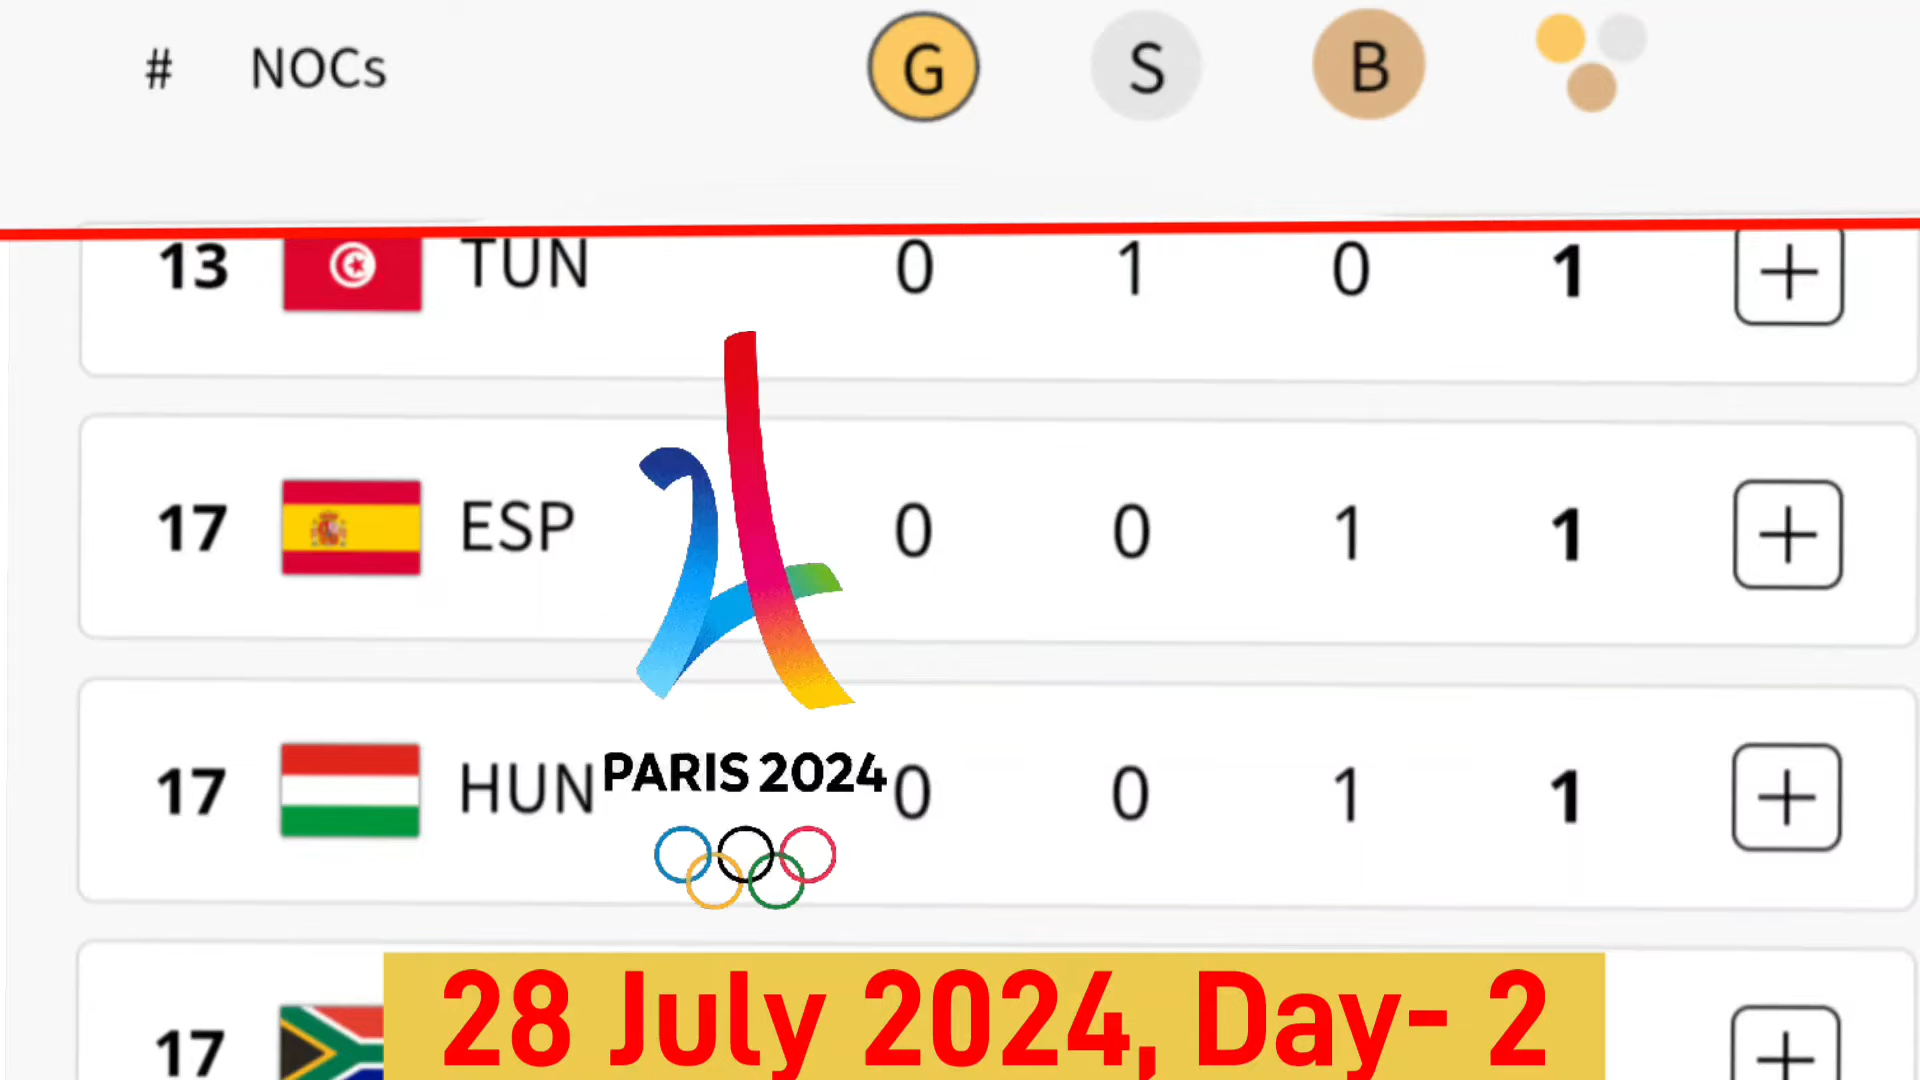 # NOCs G S B
13 TUN 0 1 0 1 +
17 ESP 0 0 1 1 +
17 HUN 0 0 1 1 +
PARIS 2024
17 +
28 July 2024, Day- 2